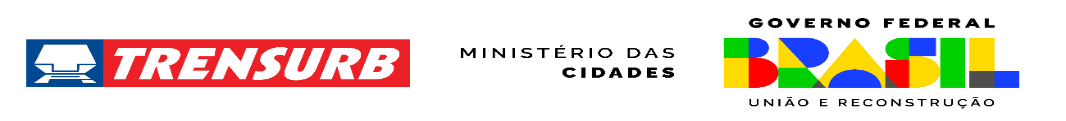 TRENSURB
MINISTÉRIO DAS
CIDADES
GOVERNO FEDERAL
BRASIL
UNIÃO E RECONSTRUÇÃO